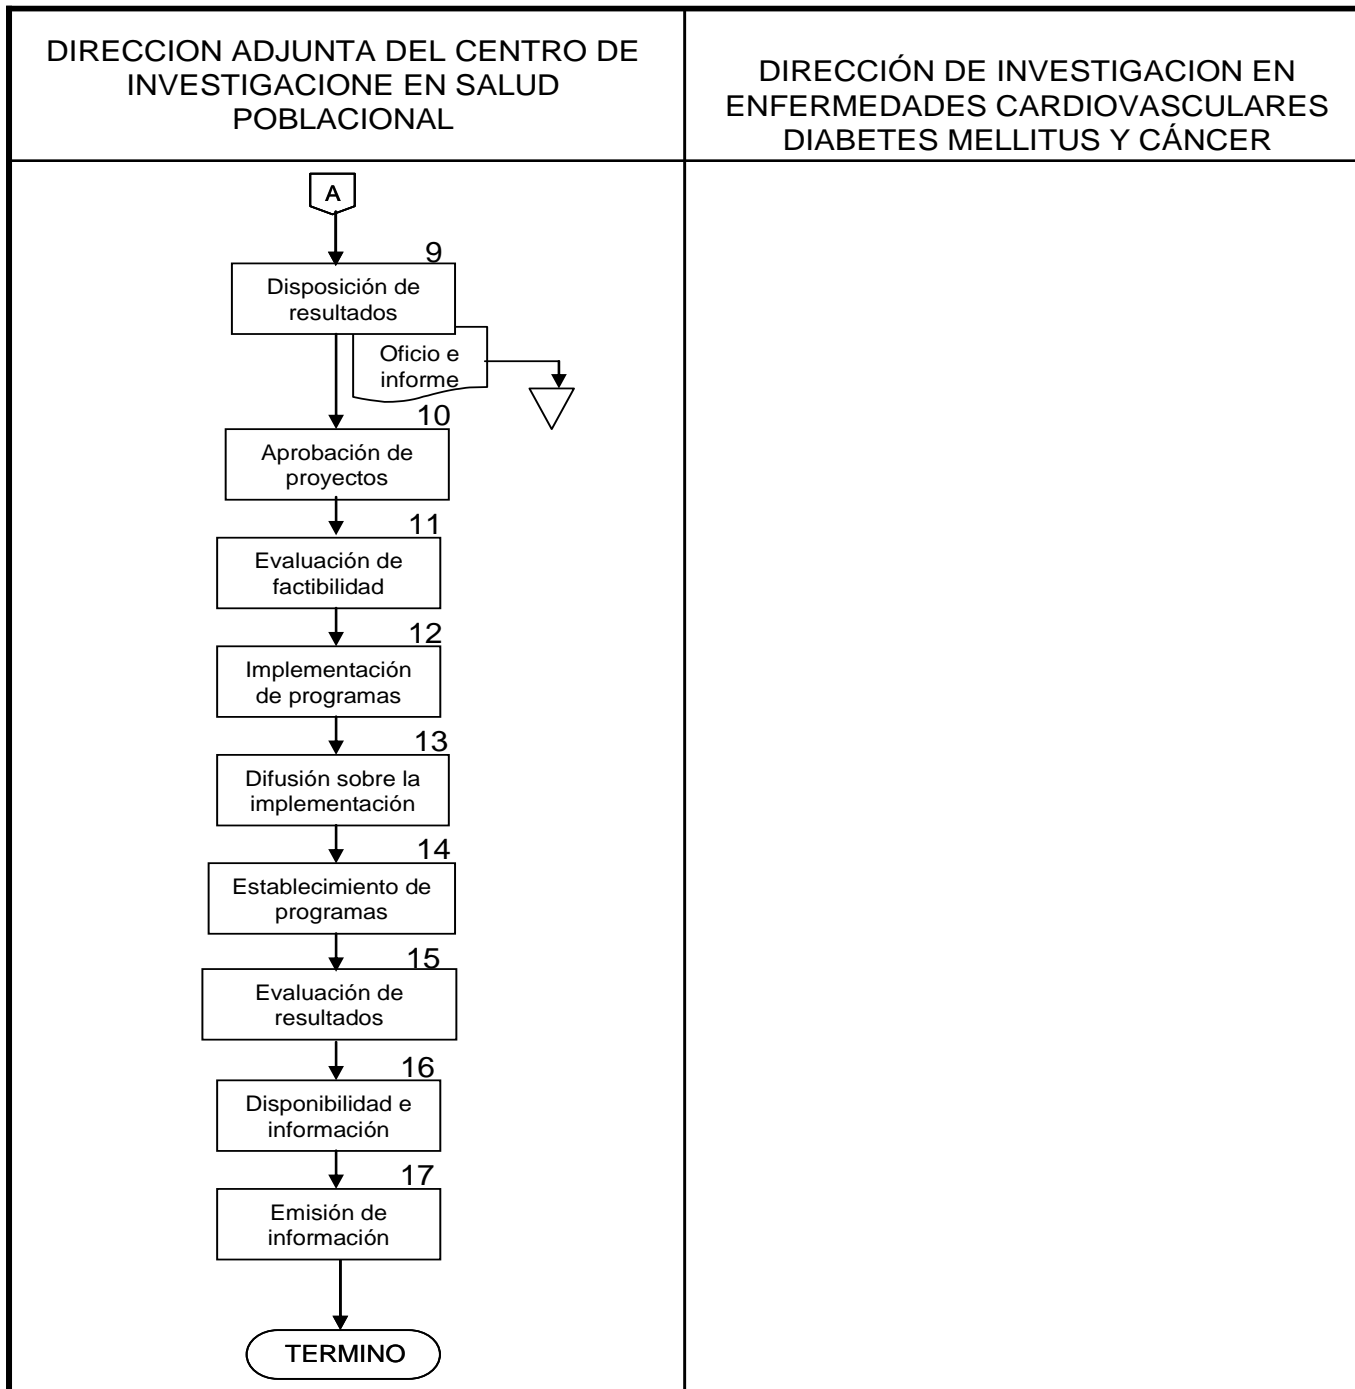 DIRECCION ADJUNTA DEL CENTRO DE
INVESTIGACIONE EN SALUD
POBLACIONAL
DIRECCIÓN DE INVESTIGACION EN
ENFERMEDADES CARDIOVASCULARES
DIABETES MELLITUS Y CÁNCER
A
9
Disposición de
resultados
Oficio e
informe
10
Aprobación de
proyectos
11
Evaluación de
factibilidad
12
Implementación
de programas
13
Difusión sobre la
implementación
14
Establecimiento de
programas
15
Evaluación de
resultados
16
Disponibilidad e
información
17
Emisión de
información
TERMINO